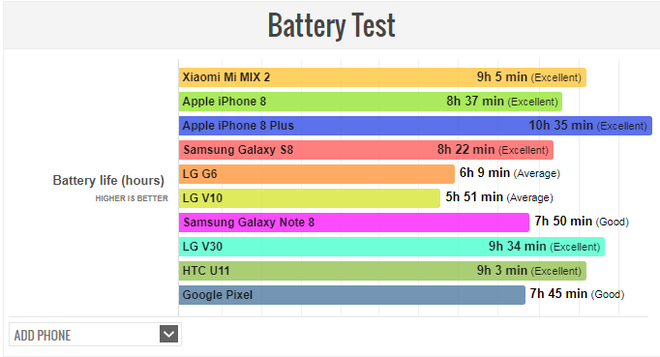 Battery Test
Xiaomi Mi MIX 2 9h 5 min (Excellent)
Apple iPhone 8 8h 37 min (Excellent)
Apple iPhone 8 Plus 10h 35 min (Excellent)
Samsung Galaxy S8 8h 22 min (Excellent)
Battery life (hours)
HIGHER IS BETTER
LG G6 6h 9 min (Average)
LG V10 5h 51 min (Average)
Samsung Galaxy Note 8 7h 50 min (Good)
LG V30 9h 34 min (Excellent)
HTC U11 9h 3 min (Excellent)
Google Pixel 7h 45 min (Good)
ADD PHONE